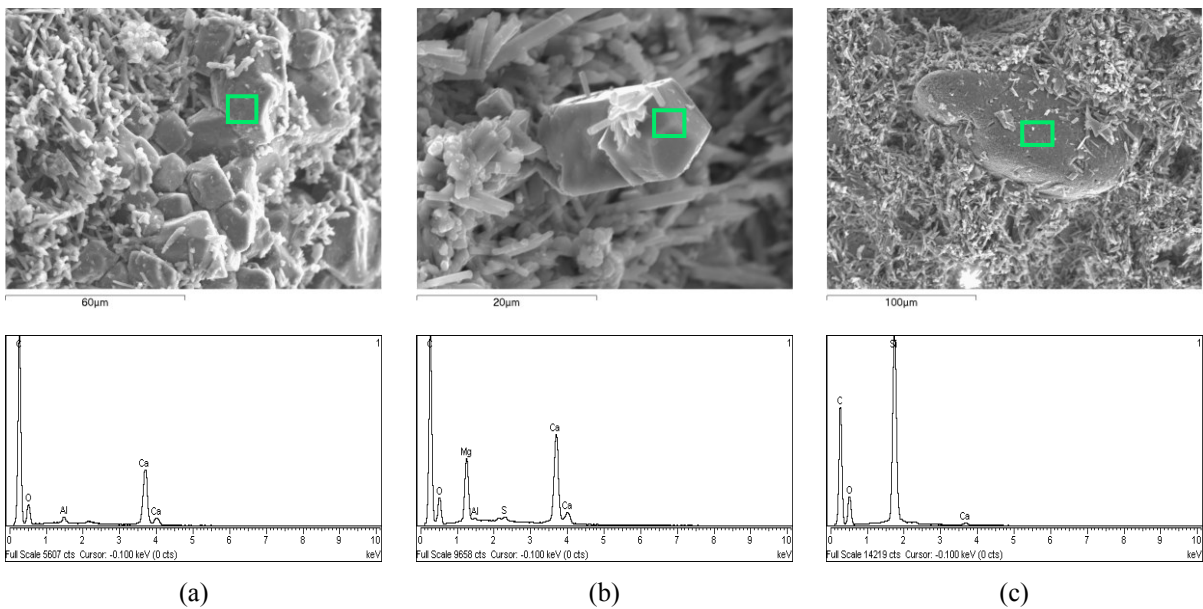 60µm
20µm
100µm
C
1
O
Al
Ca
Ca
0 1 2 3 4 5 6 7 8 9 10
Full Scale 5607 cts Cursor: -0.100 keV (0 cts)
keV
C
1
Mg
O
Al
S
Ca
Ca
0 1 2 3 4 5 6 7 8 9 10
Full Scale 9658 cts Cursor: -0.100 keV (0 cts)
keV
Si
1
C
O
Ca
0 1 2 3 4 5 6 7 8 9 10
Full Scale 14219 cts Cursor: -0.100 keV (0 cts)
keV
(a)
(b)
(c)